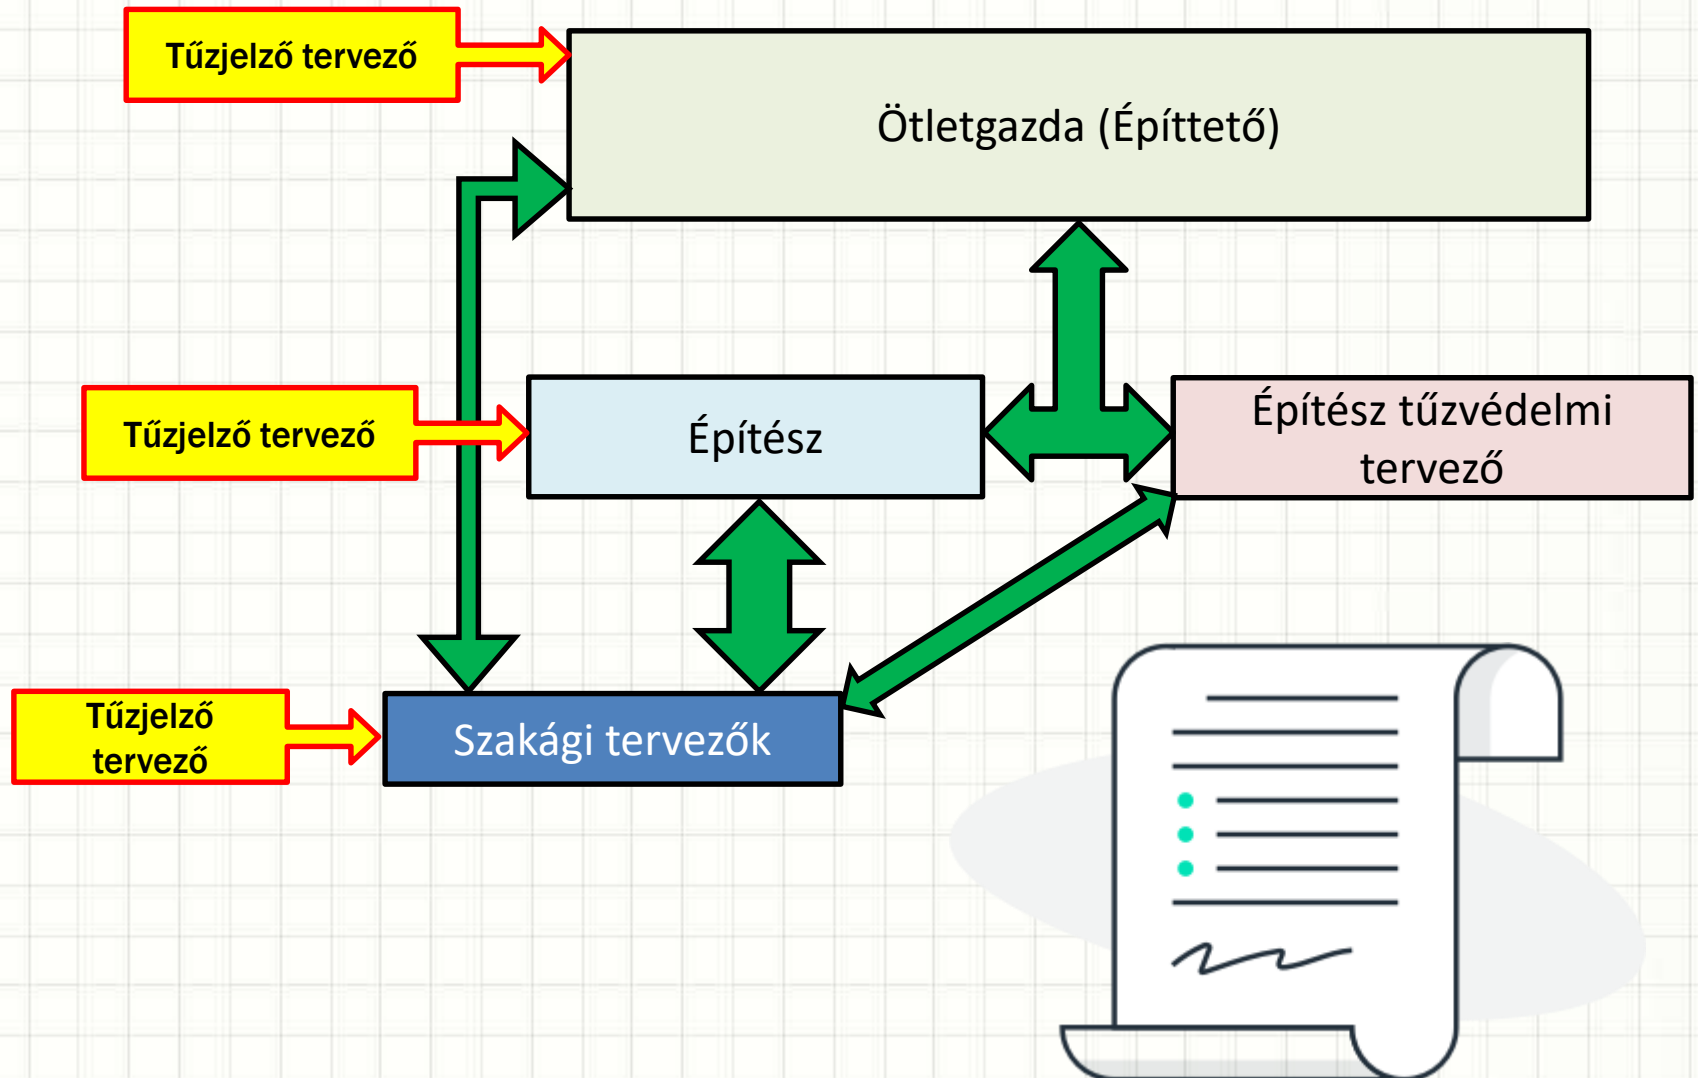 Tűzjelző tervező
Ötletgazda (Építtető)
Tűzjelző tervező
Építész
Építész tűzvédelmi
tervező
Tűzjelző
tervező
Szakági tervezők